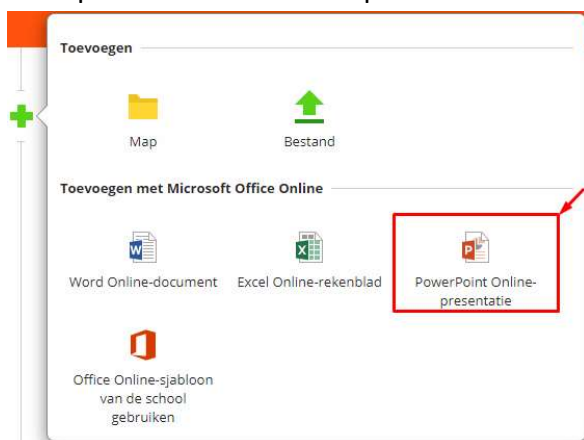 Toevoegen
Map
Bestand
Toevoegen met Microsoft Office Online
Word Online-document
Excel Online-rekenblad
PowerPoint Online-
presentatie
Office Online-sjabloon
van de school
gebruiken